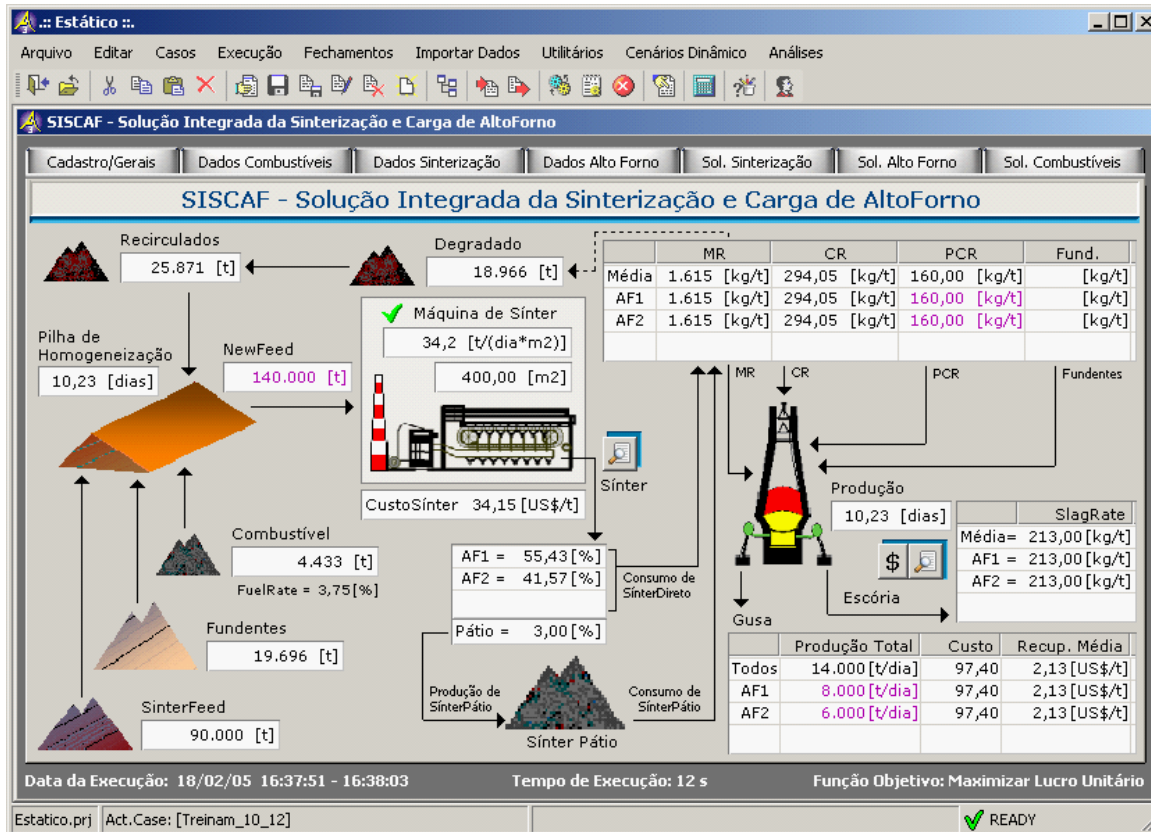 .:: Estático ::.
Arquivo Editar Casos Execução Fechamentos Importar Dados Utilitários Cenários Dinâmico Análises
SISCAF - Solução Integrada da Sinterização e Carga de AltoForno
Cadastro/Gerais Dados Combustíveis Dados Sinterização Dados Alto Forno Sol. Sinterização Sol. Alto Forno Sol. Combustíveis
SISCAF - Solução Integrada da Sinterização e Carga de AltoForno
Recirculados
25.871 [t]
Degradado
18.966 [t]
MR CR PCR Fund.
Média 1.615 [kg/t] 294,05 [kg/t] 160,00 [kg/t] [kg/t]
AF1 1.615 [kg/t] 294,05 [kg/t] 160,00 [kg/t] [kg/t]
AF2 1.615 [kg/t] 294,05 [kg/t] 160,00 [kg/t] [kg/t]
MR CR PCR Fundentes
Pilha de
Homogeneização
10,23 [dias]
NewFeed
140.000 [t]
Máquina de Sínter
34,2 [t/(dia*m2)]
400,00 [m2]
CustoSínter 34,15 [US$/t]
Sínter
Combustível
4.433 [t]
FuelRate = 3,75[%]
Fundentes
19.696 [t]
SinterFeed
90.000 [t]
AF1 = 55,43[%]
AF2 = 41,57[%]
Pátio = 3,00[%]
Consumo de
SínterDireto
Produção de
SínterPátio
Consumo de
SínterPátio
Sínter Pátio
Produção
10,23 [dias]
$
Escória
SlagRate
Média= 213,00[kg/t]
AF1 = 213,00[kg/t]
AF2 = 213,00[kg/t]
Gusa
Produção Total Custo Recup. Média
Todos 14.000[t/dia] 97,40 2,13[US$/t]
AF1 8.000[t/dia] 97,40 2,13[US$/t]
AF2 6.000[t/dia] 97,40 2,13[US$/t]
Data da Execução: 18/02/05 16:37:51 - 16:38:03 Tempo de Execução: 12 s Função Objetivo: Maximizar Lucro Unitário
Estatico.prj Act.Case: [Treinam_10_12] READY